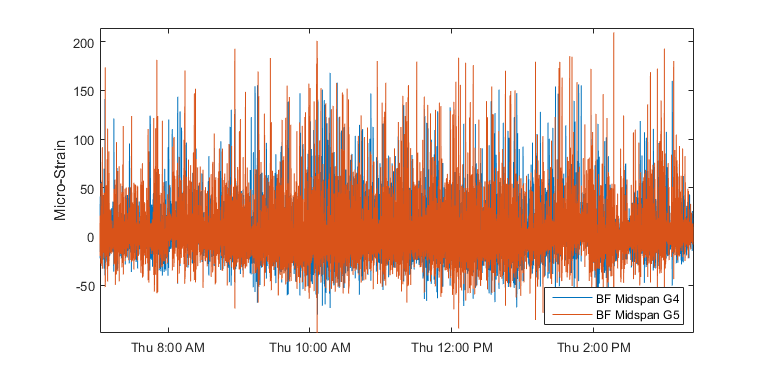 200
150
100
50
0
-50
Micro-Strain
Thu 8:00 AM Thu 10:00 AM Thu 12:00 PM Thu 2:00 PM
BF Midspan G4
BF Midspan G5